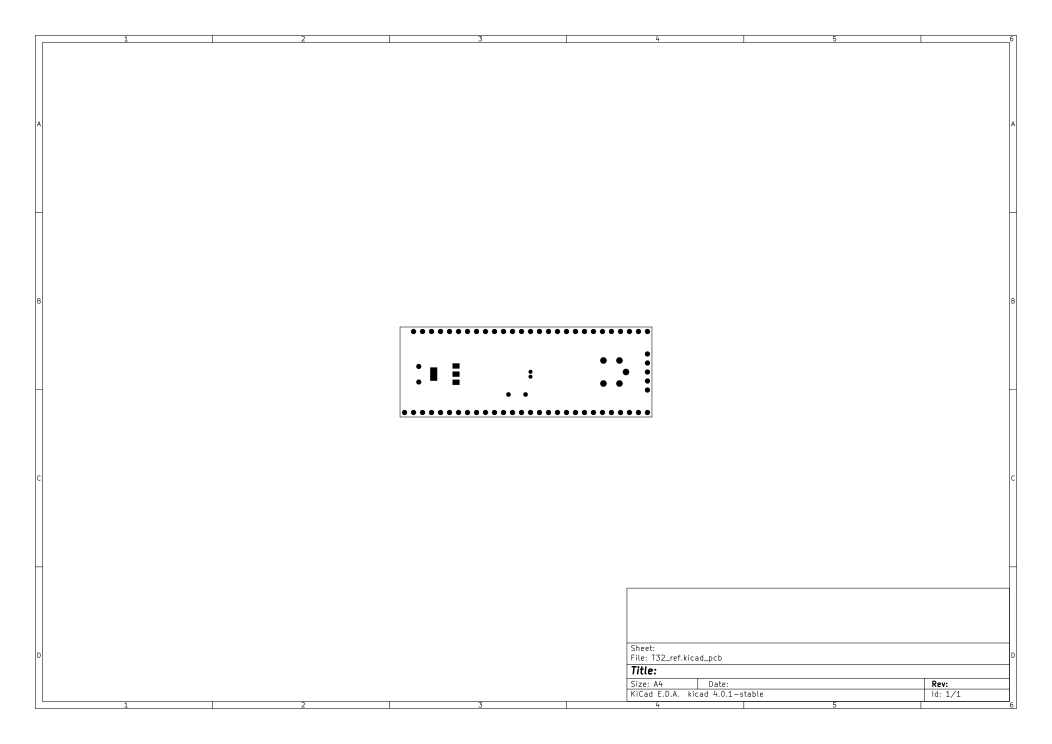 1 2 3 4 5 6
A A
B B
C C
Sheet:
D D
File: T32_ref.kicad_pcb
Title:
Size: A4 Date: Rev:
KiCad E.D.A. kicad 4.0.1-stable Id: 1/1
1 2 3 4 5 6